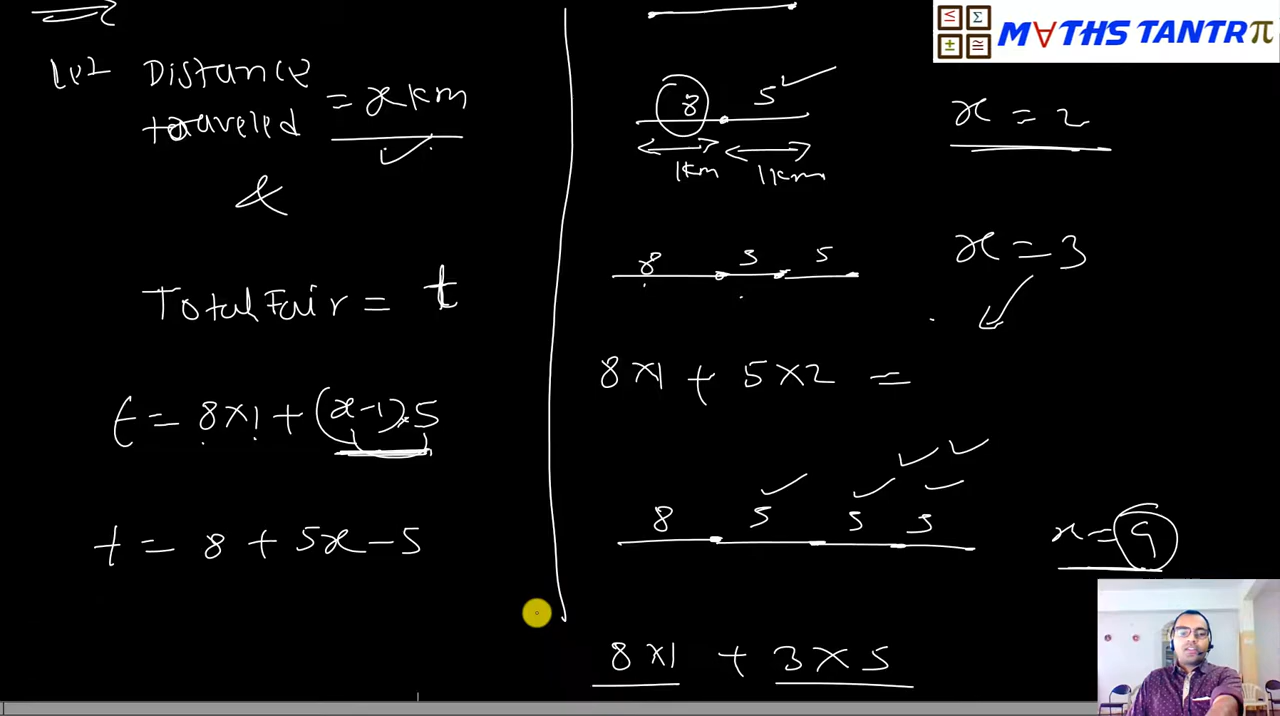 ≤ Σ ± ≅ M∀THS TANTRπ
Let Distance
traveled = x km
&
Total Fair = t
t = 8×1 + (x-1)×5
t = 8 + 5x - 5
8 5
1km 1km
x = 2
8 5 5
x = 3
8×1 + 5×2 =
8 5 5 5
x = 9
8×1 + 3×5